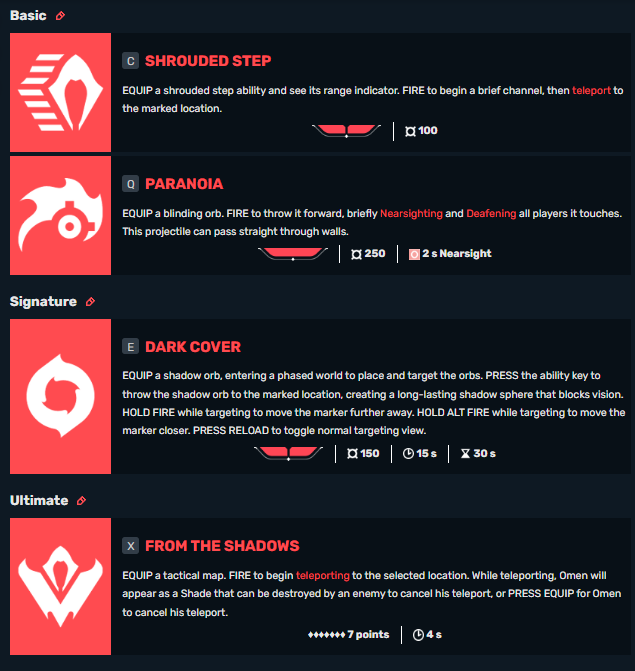 Basic
C SHROUDED STEP
EQUIP a shrouded step ability and see its range indicator. FIRE to begin a brief channel, then teleport to
the marked location.
100
Q PARANOIA
EQUIP a blinding orb. FIRE to throw it forward, briefly Nearsighting and Deafening all players it touches.
This projectile can pass straight through walls.
250 2 s Nearsight
Signature
E DARK COVER
EQUIP a shadow orb, entering a phased world to place and target the orbs. PRESS the ability key to
throw the shadow orb to the marked location, creating a long-lasting shadow sphere that blocks vision.
HOLD FIRE while targeting to move the marker further away. HOLD ALT FIRE while targeting to move the
marker closer. PRESS RELOAD to toggle normal targeting view.
150 15 s 30 s
Ultimate
X FROM THE SHADOWS
EQUIP a tactical map. FIRE to begin teleporting to the selected location. While teleporting, Omen will
appear as a Shade that can be destroyed by an enemy to cancel his teleport, or PRESS EQUIP for Omen
to cancel his teleport.
7 points 4 s